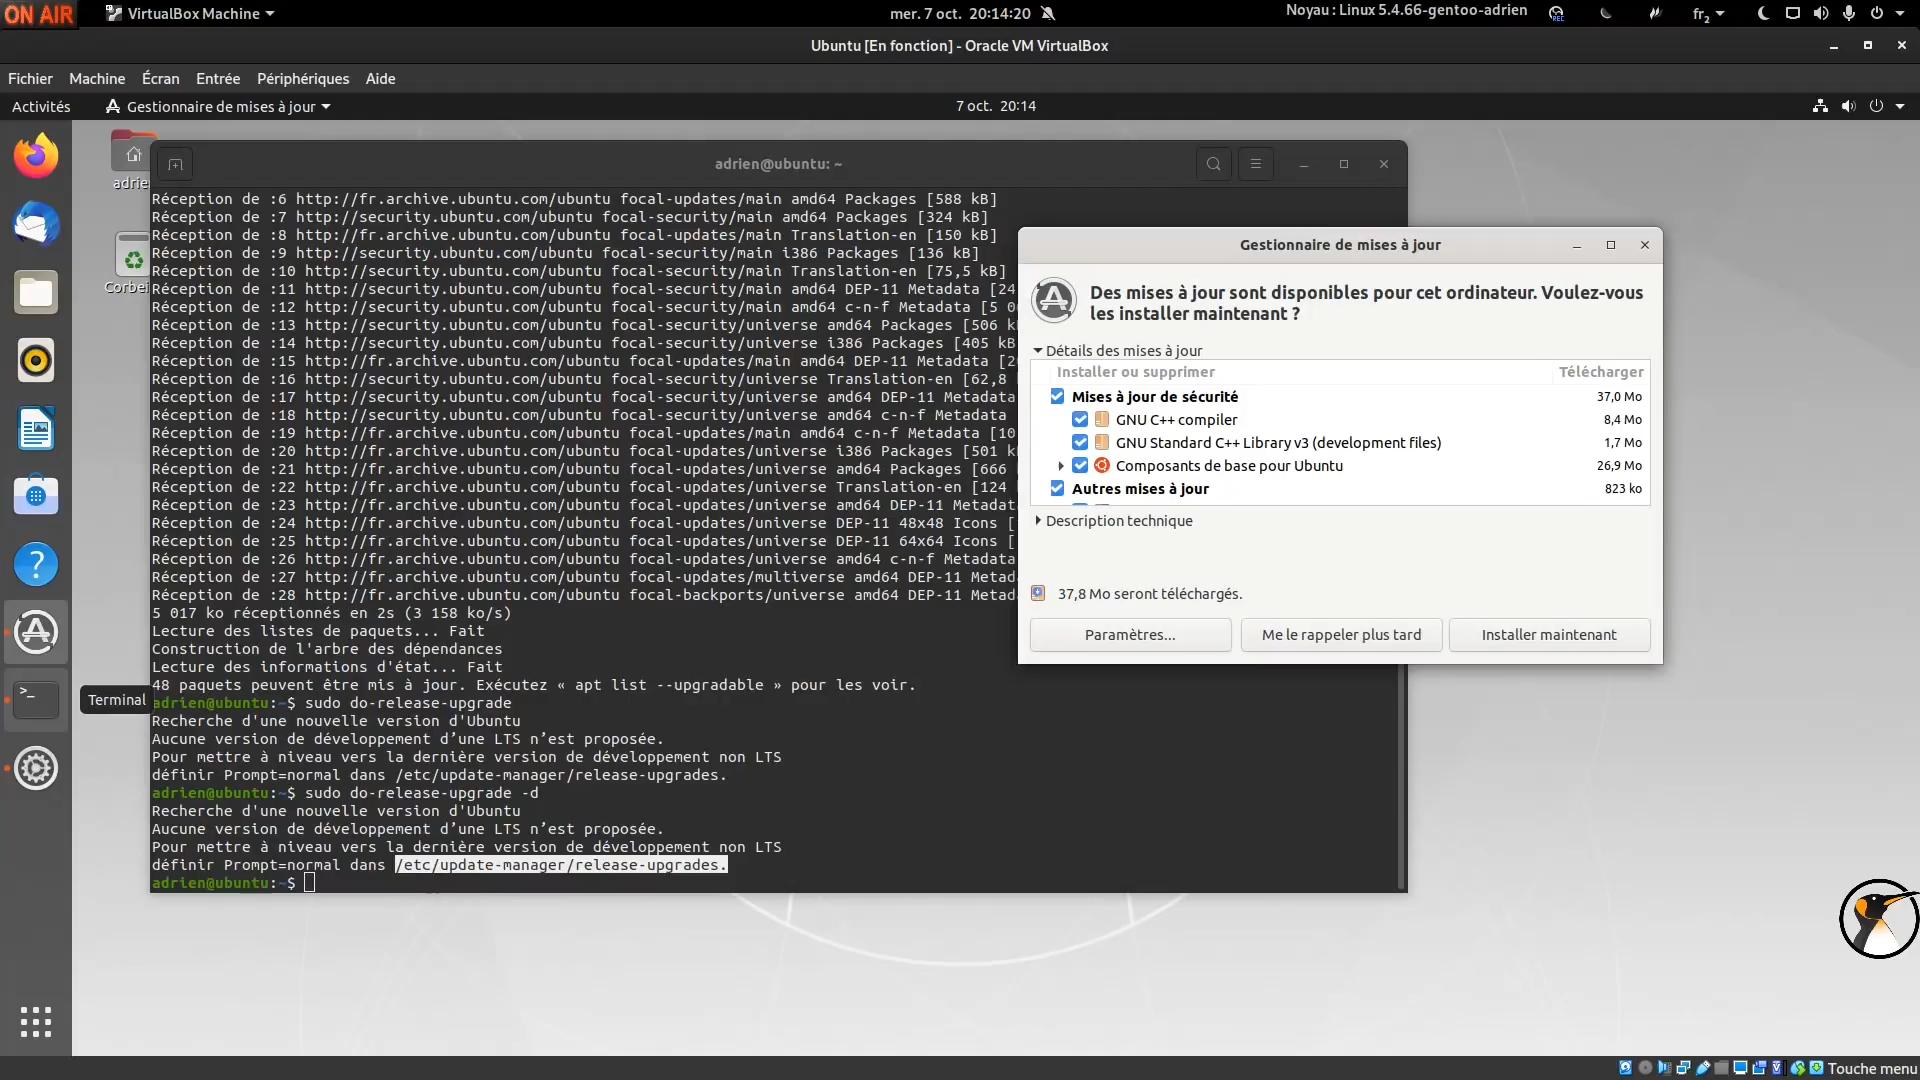 ON AIR
VirtualBox Machine
mer. 7 oct. 20:14:20
Noyau : Linux 5.4.66-gentoo-adrien
REC
fr₂
Ubuntu [En fonction] - Oracle VM VirtualBox
Fichier Machine Écran Entrée Périphériques Aide
Activités
Gestionnaire de mises à jour
7 oct. 20:14
adrie
Corbei
Terminal
adrien@ubuntu: ~
Réception de :6 http://fr.archive.ubuntu.com/ubuntu focal-updates/main amd64 Packages [588 kB]
Réception de :7 http://security.ubuntu.com/ubuntu focal-security/main amd64 Packages [324 kB]
Réception de :8 http://fr.archive.ubuntu.com/ubuntu focal-updates/main Translation-en [150 kB]
Réception de :9 http://security.ubuntu.com/ubuntu focal-security/main i386 Packages [136 kB]
Réception de :10 http://security.ubuntu.com/ubuntu focal-security/main Translation-en [75,5 kB]
Réception de :11 http://security.ubuntu.com/ubuntu focal-security/main amd64 DEP-11 Metadata [24
Réception de :12 http://security.ubuntu.com/ubuntu focal-security/main amd64 c-n-f Metadata [5 0
Réception de :13 http://security.ubuntu.com/ubuntu focal-security/universe amd64 Packages [506 k
Réception de :14 http://security.ubuntu.com/ubuntu focal-security/universe i386 Packages [405 kB
Réception de :15 http://fr.archive.ubuntu.com/ubuntu focal-updates/main amd64 DEP-11 Metadata [2
Réception de :16 http://security.ubuntu.com/ubuntu focal-security/universe Translation-en [62,8
Réception de :17 http://security.ubuntu.com/ubuntu focal-security/universe amd64 DEP-11 Metadata
Réception de :18 http://security.ubuntu.com/ubuntu focal-security/universe amd64 c-n-f Metadata
Réception de :19 http://fr.archive.ubuntu.com/ubuntu focal-updates/main amd64 c-n-f Metadata [10
Réception de :20 http://fr.archive.ubuntu.com/ubuntu focal-updates/universe i386 Packages [501 k
Réception de :21 http://fr.archive.ubuntu.com/ubuntu focal-updates/universe amd64 Packages [666
Réception de :22 http://fr.archive.ubuntu.com/ubuntu focal-updates/universe Translation-en [124
Réception de :23 http://fr.archive.ubuntu.com/ubuntu focal-updates/universe amd64 DEP-11 Metadat
Réception de :24 http://fr.archive.ubuntu.com/ubuntu focal-updates/universe DEP-11 48x48 Icons [
Réception de :25 http://fr.archive.ubuntu.com/ubuntu focal-updates/universe DEP-11 64x64 Icons [
Réception de :26 http://fr.archive.ubuntu.com/ubuntu focal-updates/universe amd64 c-n-f Metadata
Réception de :27 http://fr.archive.ubuntu.com/ubuntu focal-updates/multiverse amd64 DEP-11 Metad
Réception de :28 http://fr.archive.ubuntu.com/ubuntu focal-backports/universe amd64 DEP-11 Metad
5 017 ko réceptionnés en 2s (3 158 ko/s)
Lecture des listes de paquets... Fait
Construction de l'arbre des dépendances
Lecture des informations d'état... Fait
48 paquets peuvent être mis à jour. Exécutez « apt list --upgradable » pour les voir.
adrien@ubuntu:~$ sudo do-release-upgrade
Recherche d'une nouvelle version d'Ubuntu
Aucune version de développement d’une LTS n’est proposée.
Pour mettre à niveau vers la dernière version de développement non LTS
définir Prompt=normal dans /etc/update-manager/release-upgrades.
adrien@ubuntu:~$ sudo do-release-upgrade -d
Recherche d'une nouvelle version d'Ubuntu
Aucune version de développement d’une LTS n’est proposée.
Pour mettre à niveau vers la dernière version de développement non LTS
définir Prompt=normal dans /etc/update-manager/release-upgrades.
adrien@ubuntu:~$
Gestionnaire de mises à jour
Des mises à jour sont disponibles pour cet ordinateur. Voulez-vous
les installer maintenant ?
Détails des mises à jour
Installer ou supprimer Télécharger
Mises à jour de sécurité 37,0 Mo
GNU C++ compiler 8,4 Mo
GNU Standard C++ Library v3 (development files) 1,7 Mo
Composants de base pour Ubuntu 26,9 Mo
Autres mises à jour 823 ko
Description technique
37,8 Mo seront téléchargés.
Paramètres... Me le rappeler plus tard Installer maintenant
Touche menu